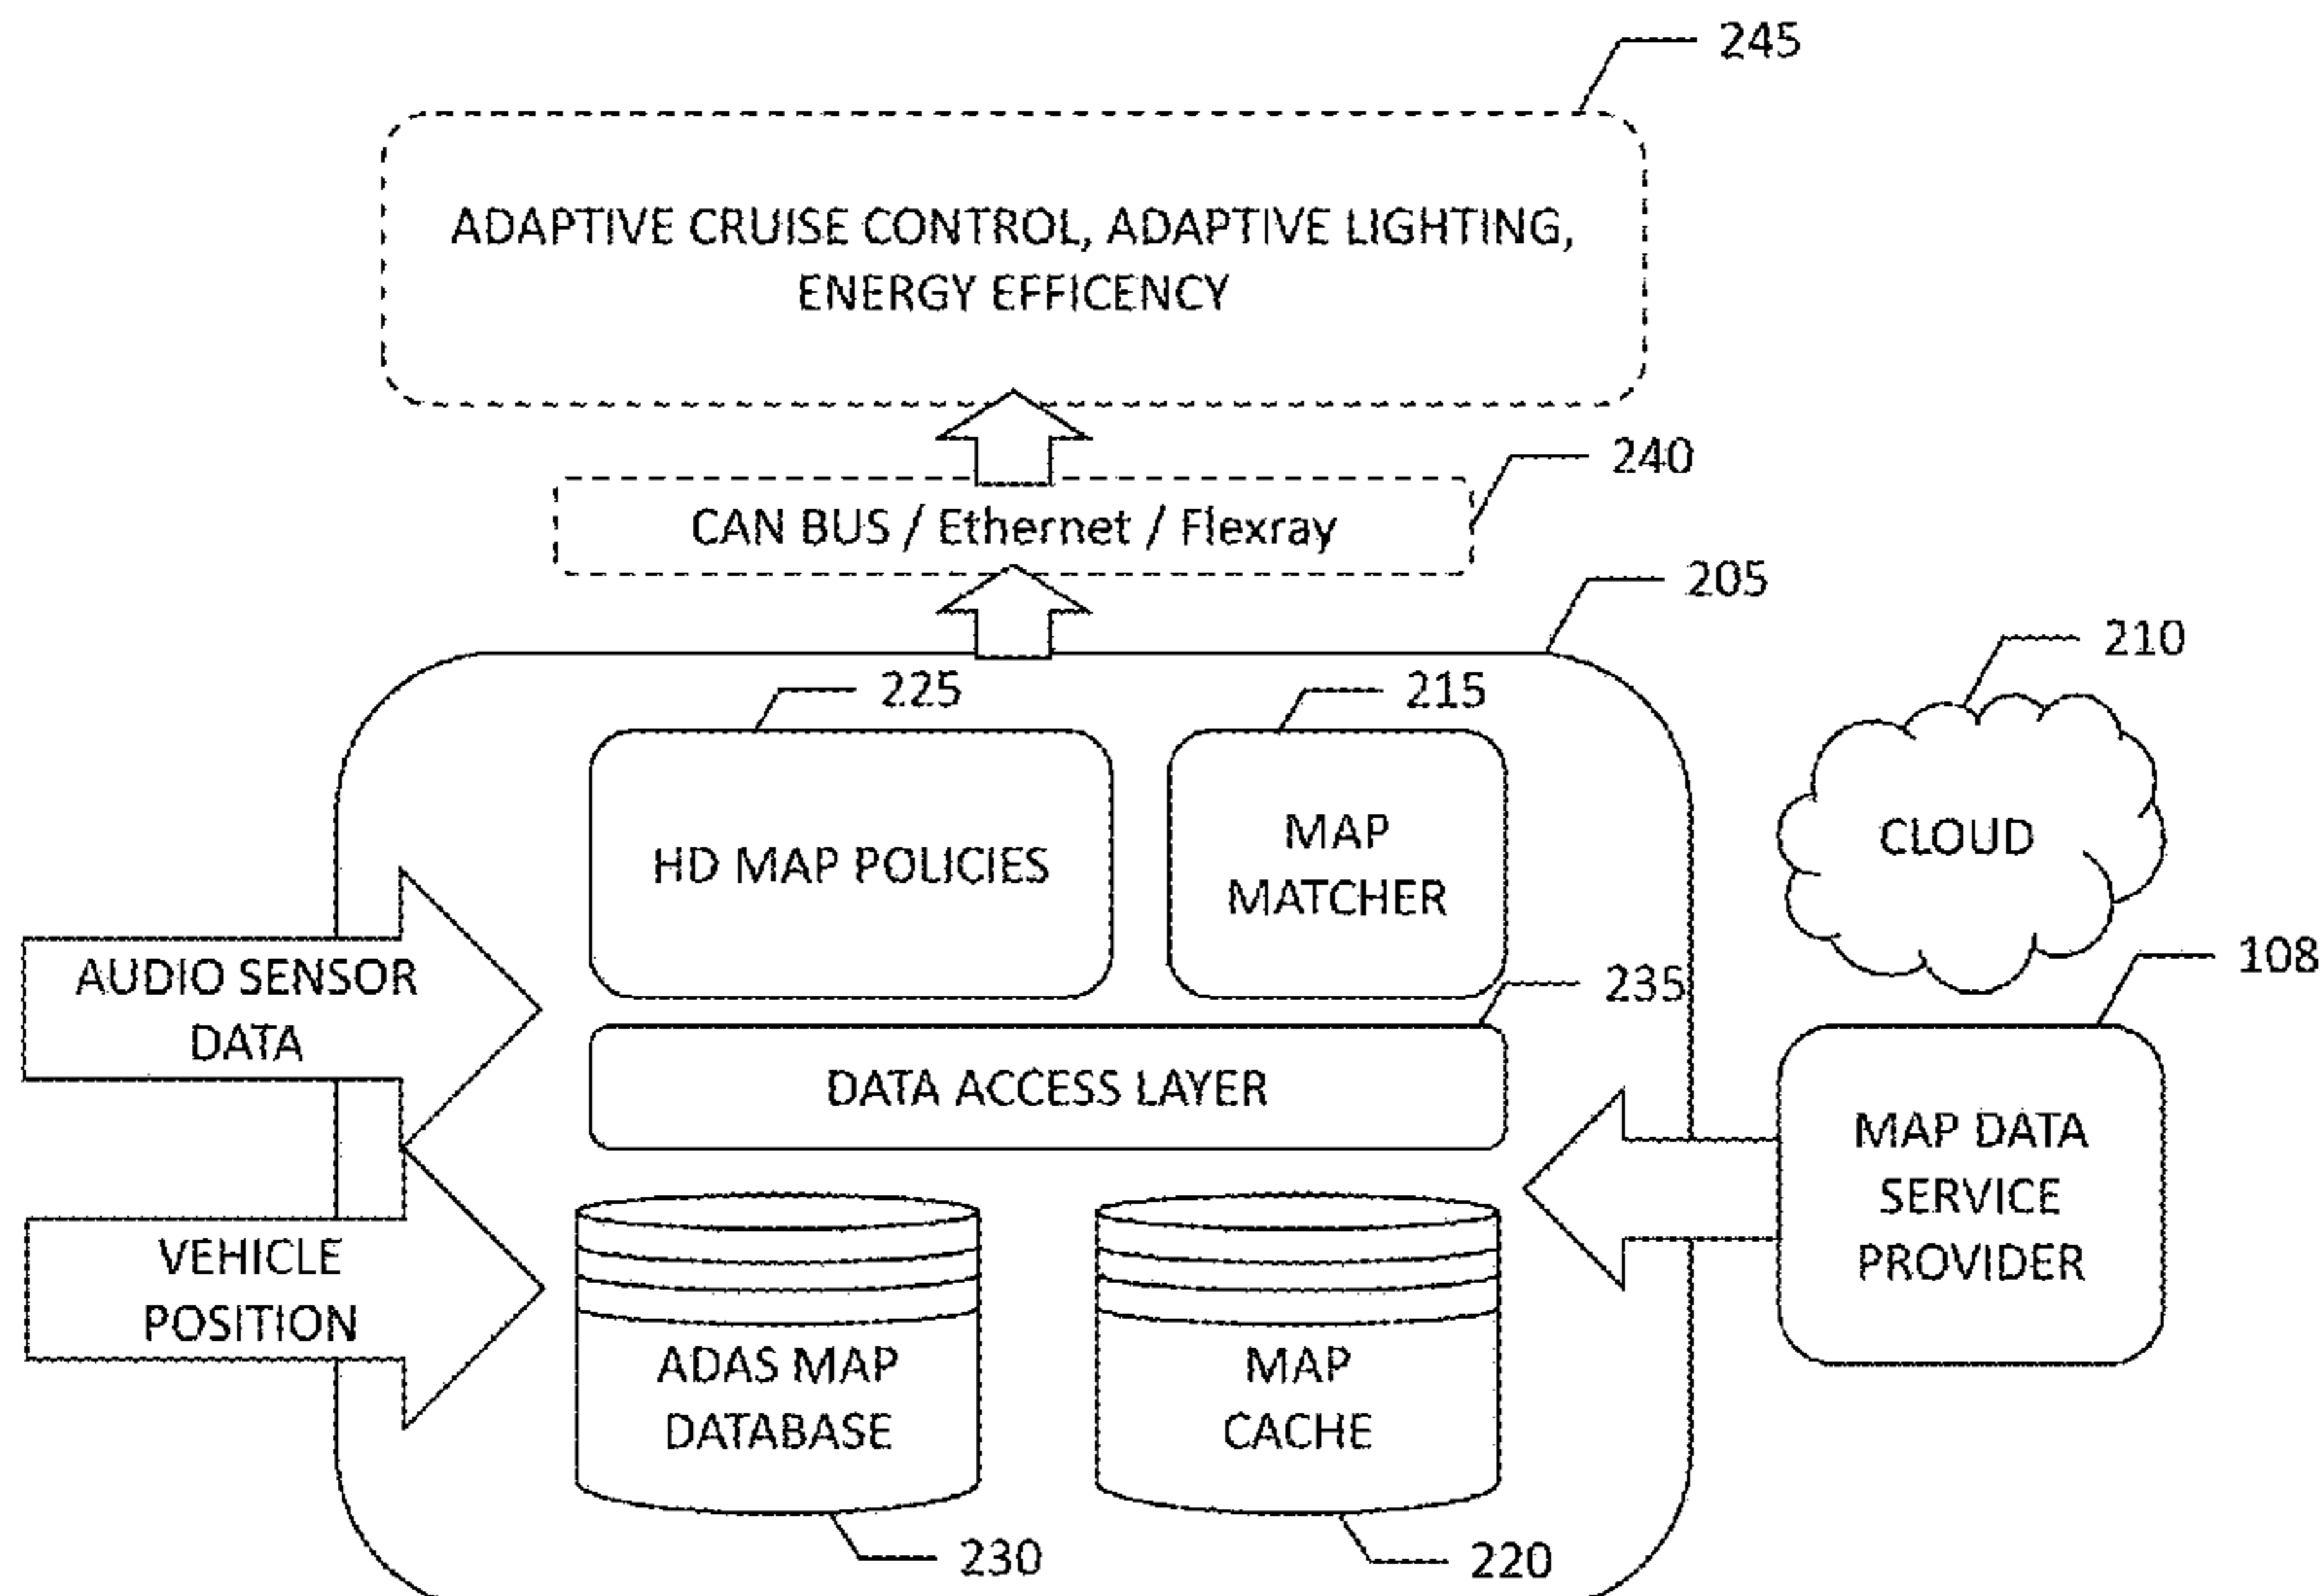 245
ADAPTIVE CRUISE CONTROL, ADAPTIVE LIGHTING,
ENERGY EFFICENCY
240
CAN BUS / Ethernet / Flexray
205
210
225
215
HD MAP POLICIES
MAP
MATCHER
CLOUD
108
235
AUDIO SENSOR
DATA
DATA ACCESS LAYER
MAP DATA
SERVICE
PROVIDER
VEHICLE
POSITION
ADAS MAP
DATABASE
MAP
CACHE
230
220